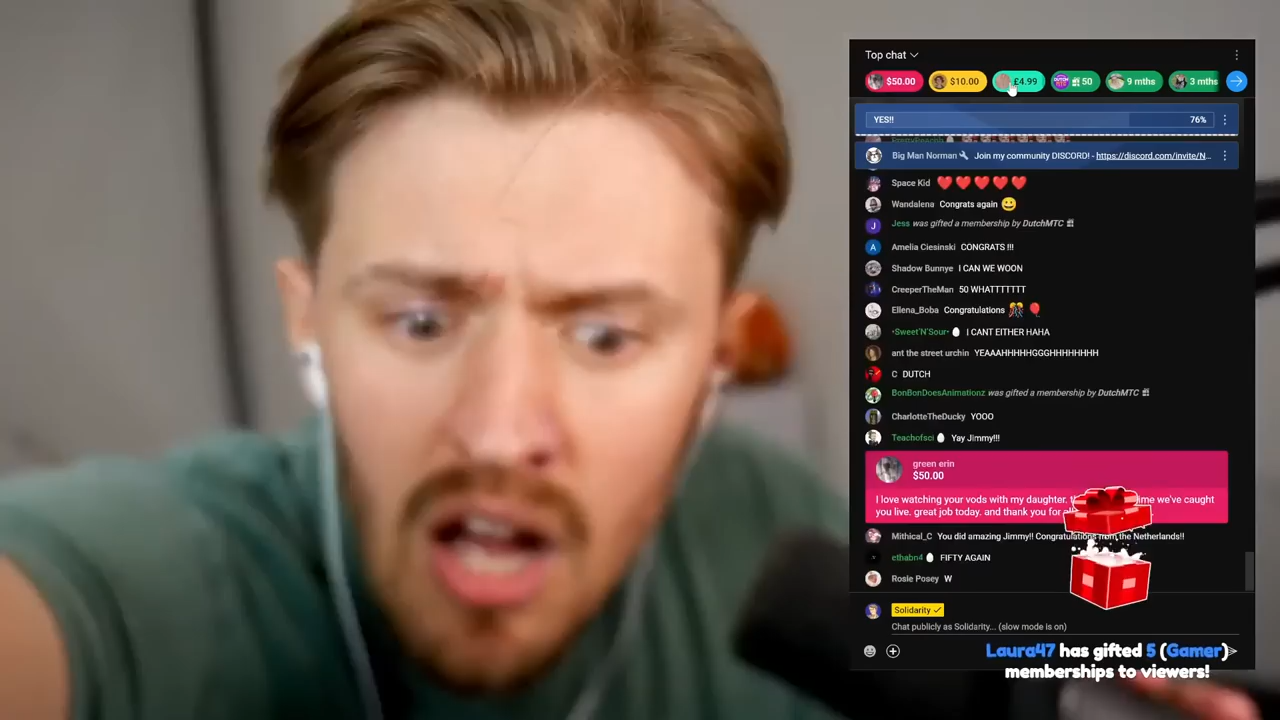 Top chat
$50.00 $10.00 £4.99 50 9 mths 3 mths
YES!! 76%
Big Man Norman Join my community DISCORD! - https://discord.com/invite/N...
Space Kid
Wandalena Congrats again
Jess was gifted a membership by DutchMTC
Amelia Ciesinski CONGRATS !!!
Shadow Bunnye I CAN WE WOON
CreeperTheMan 50 WHATTTTTT
Ellena_Boba Congratulations
•Sweet'N'Sour• I CANT EITHER HAHA
ant the street urchin YEAAAHHHHHGGGHHHHHHHH
C DUTCH
BonBonDoesAnimationz was gifted a membership by DutchMTC
CharlotteTheDucky YOOO
Teachofsci Yay Jimmy!!!
green erin
$50.00
I love watching your vods with my daughter. we've caught
you live. great job today. and thank you for
Mithical_C You did amazing Jimmy!! Congratulations from the Netherlands!!
ethabn4 FIFTY AGAIN
Rosie Posey W
Solidarity
Chat publicly as Solidarity... (slow mode is on)
Laura47 has gifted 5 (Gamer)
memberships to viewers!